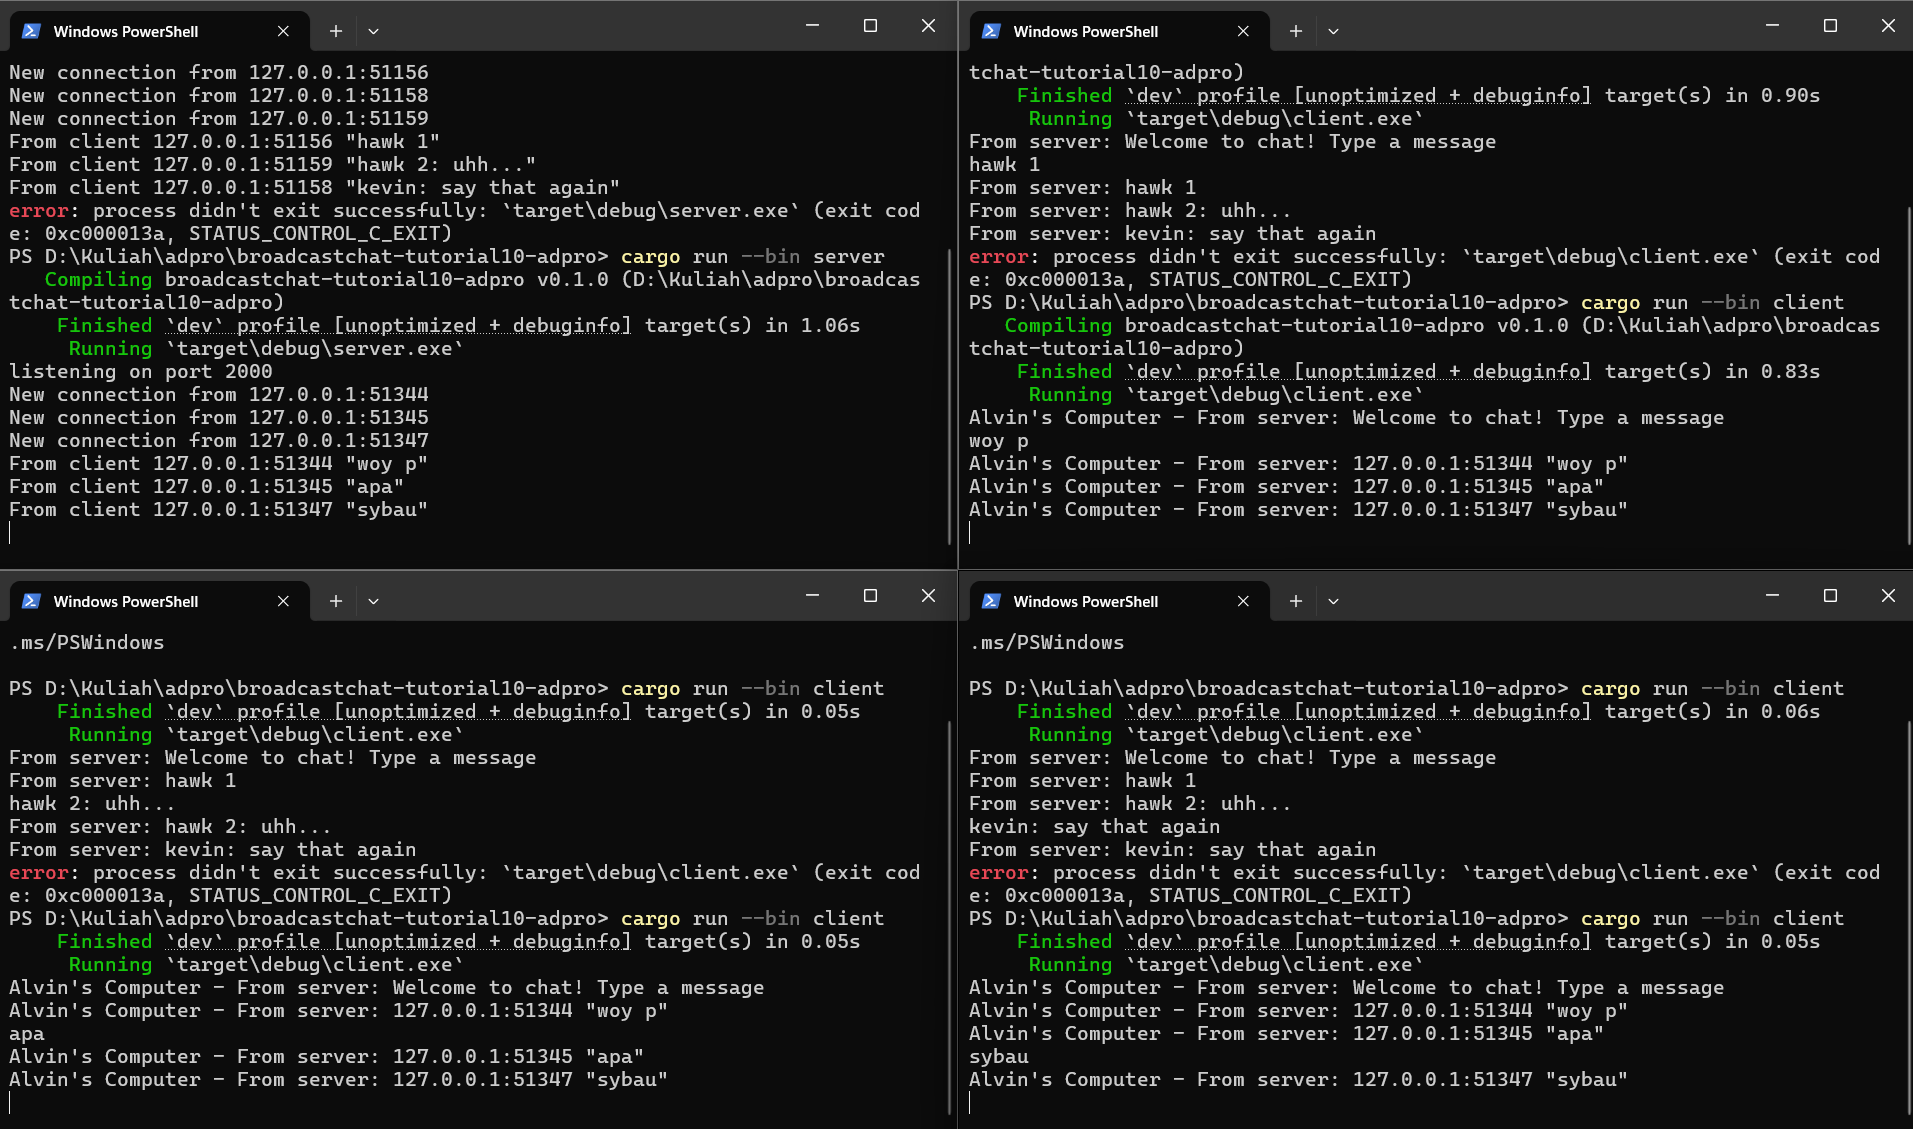 Windows PowerShell
New connection from 127.0.0.1:51156
New connection from 127.0.0.1:51158
New connection from 127.0.0.1:51159
From client 127.0.0.1:51156 "hawk 1"
From client 127.0.0.1:51159 "hawk 2: uhh..."
From client 127.0.0.1:51158 "kevin: say that again"
error: process didn't exit successfully: `target\debug\server.exe` (exit cod
e: 0xc000013a, STATUS_CONTROL_C_EXIT)
PS D:\Kuliah\adpro\broadcastchat-tutorial10-adpro> cargo run --bin server
   Compiling broadcastchat-tutorial10-adpro v0.1.0 (D:\Kuliah\adpro\broadcas
tchat-tutorial10-adpro)
    Finished `dev` profile [unoptimized + debuginfo] target(s) in 1.06s
     Running `target\debug\server.exe`
listening on port 2000
New connection from 127.0.0.1:51344
New connection from 127.0.0.1:51345
New connection from 127.0.0.1:51347
From client 127.0.0.1:51344 "woy p"
From client 127.0.0.1:51345 "apa"
From client 127.0.0.1:51347 "sybau"
Windows PowerShell
tchat-tutorial10-adpro)
    Finished `dev` profile [unoptimized + debuginfo] target(s) in 0.90s
     Running `target\debug\client.exe`
From server: Welcome to chat! Type a message
hawk 1
From server: hawk 1
From server: hawk 2: uhh...
From server: kevin: say that again
error: process didn't exit successfully: `target\debug\client.exe` (exit cod
e: 0xc000013a, STATUS_CONTROL_C_EXIT)
PS D:\Kuliah\adpro\broadcastchat-tutorial10-adpro> cargo run --bin client
   Compiling broadcastchat-tutorial10-adpro v0.1.0 (D:\Kuliah\adpro\broadcas
tchat-tutorial10-adpro)
    Finished `dev` profile [unoptimized + debuginfo] target(s) in 0.83s
     Running `target\debug\client.exe`
Alvin's Computer - From server: Welcome to chat! Type a message
woy p
Alvin's Computer - From server: 127.0.0.1:51344 "woy p"
Alvin's Computer - From server: 127.0.0.1:51345 "apa"
Alvin's Computer - From server: 127.0.0.1:51347 "sybau"
Windows PowerShell
.ms/PSWindows
PS D:\Kuliah\adpro\broadcastchat-tutorial10-adpro> cargo run --bin client
    Finished `dev` profile [unoptimized + debuginfo] target(s) in 0.05s
     Running `target\debug\client.exe`
From server: Welcome to chat! Type a message
From server: hawk 1
hawk 2: uhh...
From server: hawk 2: uhh...
From server: kevin: say that again
error: process didn't exit successfully: `target\debug\client.exe` (exit cod
e: 0xc000013a, STATUS_CONTROL_C_EXIT)
PS D:\Kuliah\adpro\broadcastchat-tutorial10-adpro> cargo run --bin client
    Finished `dev` profile [unoptimized + debuginfo] target(s) in 0.05s
     Running `target\debug\client.exe`
Alvin's Computer - From server: Welcome to chat! Type a message
Alvin's Computer - From server: 127.0.0.1:51344 "woy p"
apa
Alvin's Computer - From server: 127.0.0.1:51345 "apa"
Alvin's Computer - From server: 127.0.0.1:51347 "sybau"
Windows PowerShell
.ms/PSWindows
PS D:\Kuliah\adpro\broadcastchat-tutorial10-adpro> cargo run --bin client
    Finished `dev` profile [unoptimized + debuginfo] target(s) in 0.06s
     Running `target\debug\client.exe`
From server: Welcome to chat! Type a message
From server: hawk 1
From server: hawk 2: uhh...
kevin: say that again
From server: kevin: say that again
error: process didn't exit successfully: `target\debug\client.exe` (exit cod
e: 0xc000013a, STATUS_CONTROL_C_EXIT)
PS D:\Kuliah\adpro\broadcastchat-tutorial10-adpro> cargo run --bin client
    Finished `dev` profile [unoptimized + debuginfo] target(s) in 0.05s
     Running `target\debug\client.exe`
Alvin's Computer - From server: Welcome to chat! Type a message
Alvin's Computer - From server: 127.0.0.1:51344 "woy p"
Alvin's Computer - From server: 127.0.0.1:51345 "apa"
sybau
Alvin's Computer - From server: 127.0.0.1:51347 "sybau"